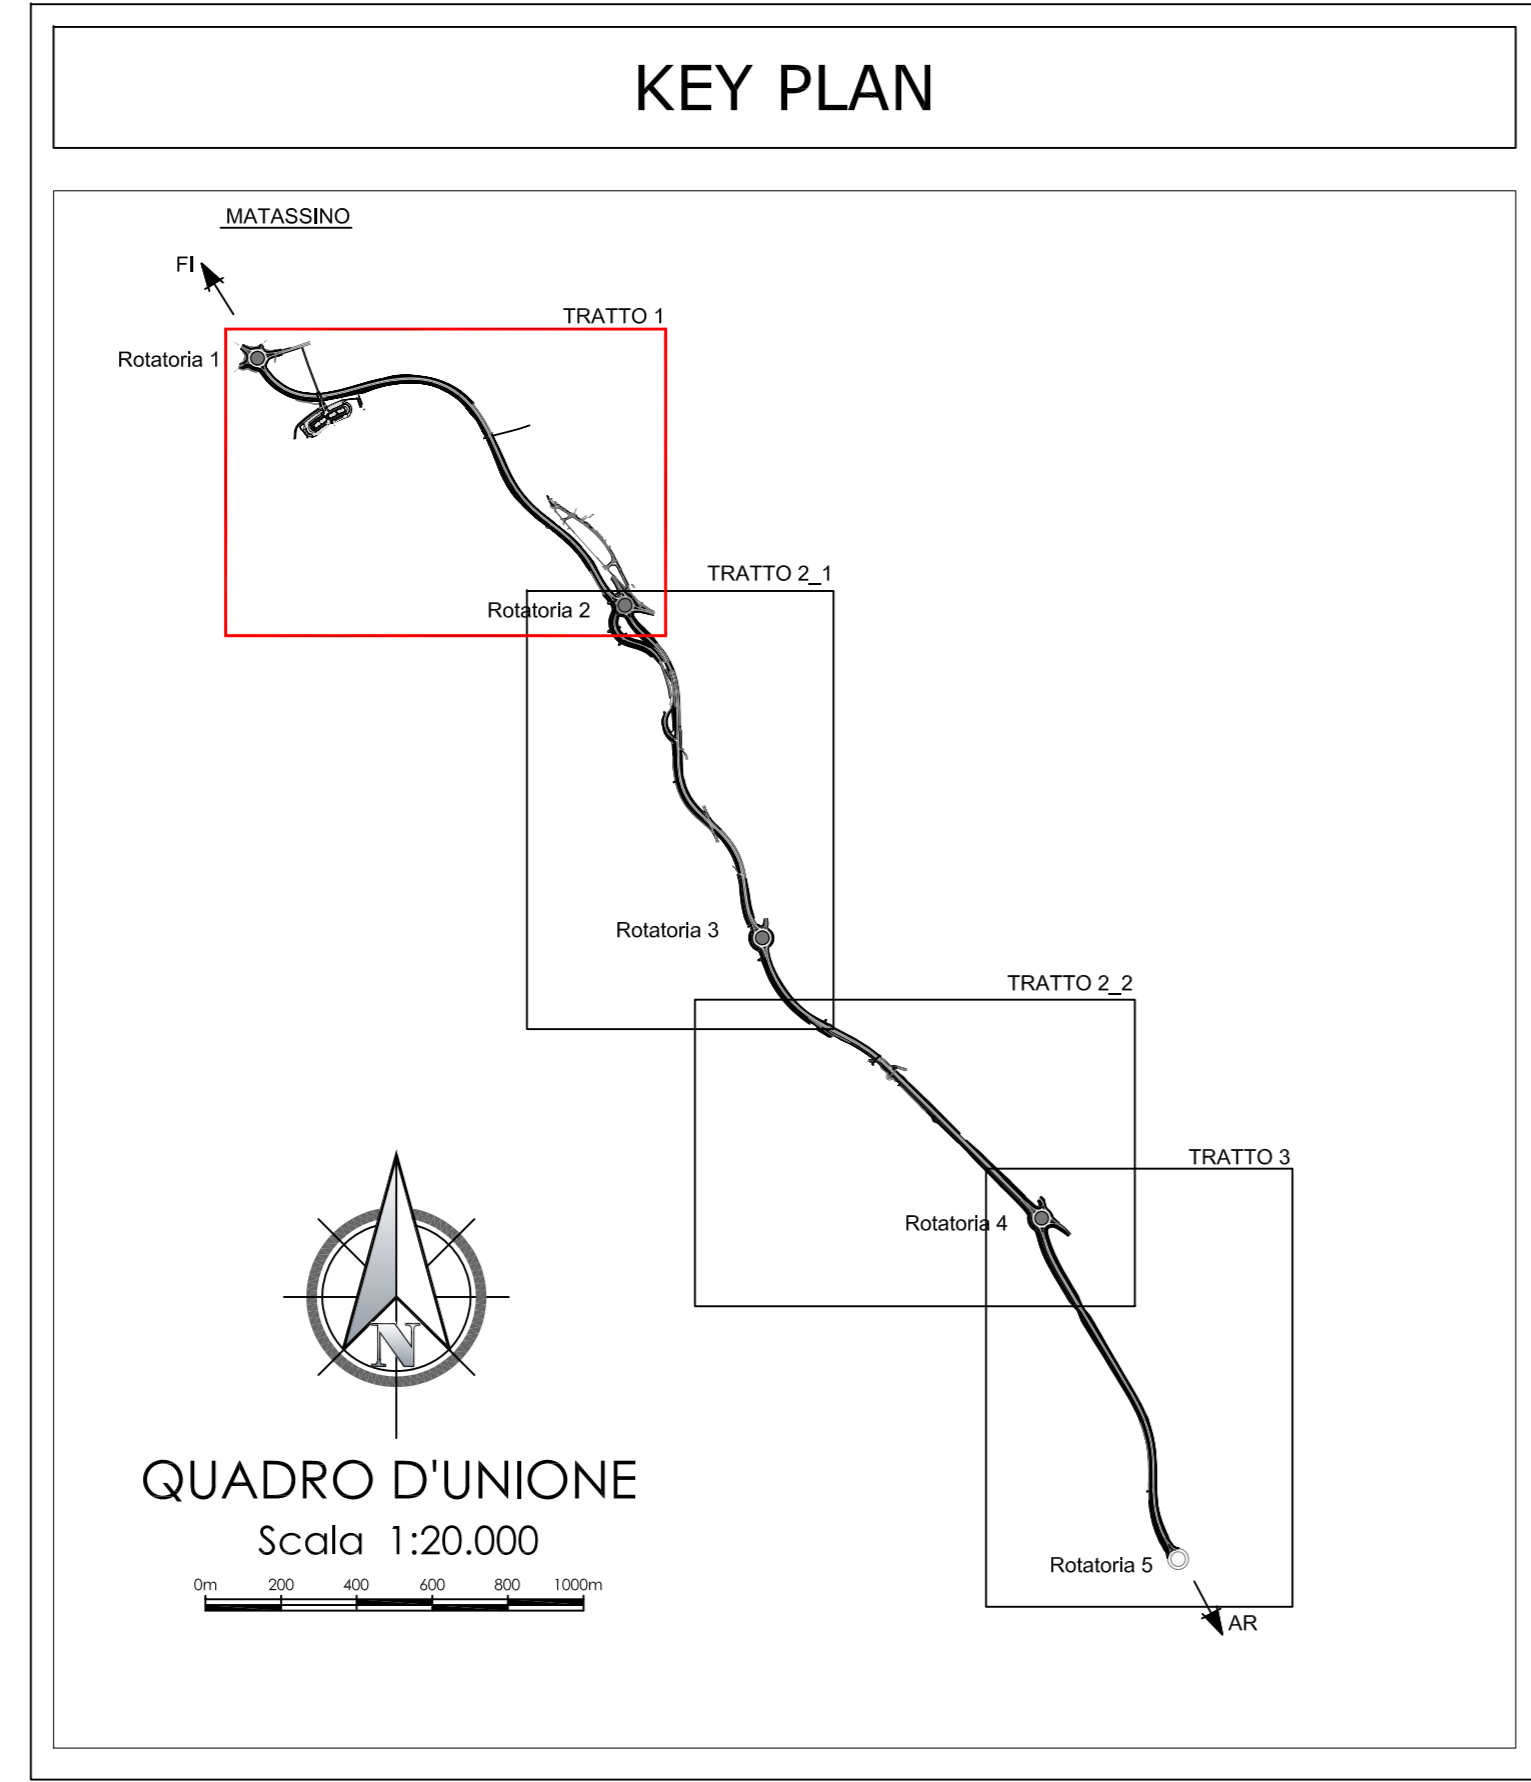 KEY PLAN
MATASSINO
FI
TRATTO 1
Rotatoria 1
TRATTO 2_1
Rotatoria 2
Rotatoria 3
TRATTO 2_2
TRATTO 3
Rotatoria 4
N
QUADRO D'UNIONE
Scala 1:20.000
Rotatoria 5
0m 200 400 600 800 1000m
AR